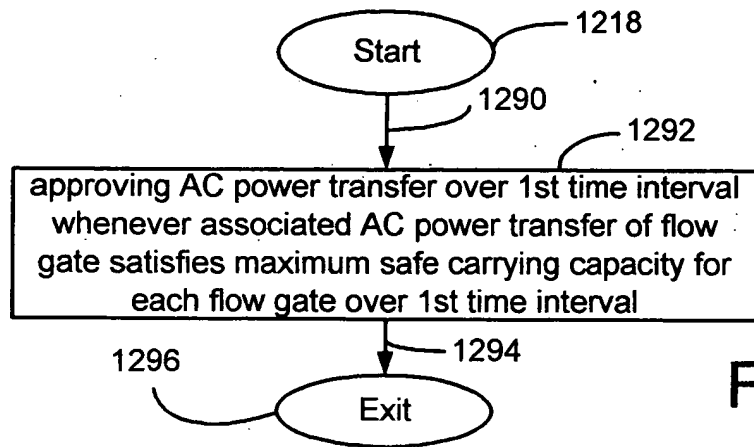 Start
1218
1290
1292
approving AC power transfer over 1st time interval
whenever associated AC power transfer of flow
gate satisfies maximum safe carrying capacity for
each flow gate over 1st time interval
1294
1296
Exit
F